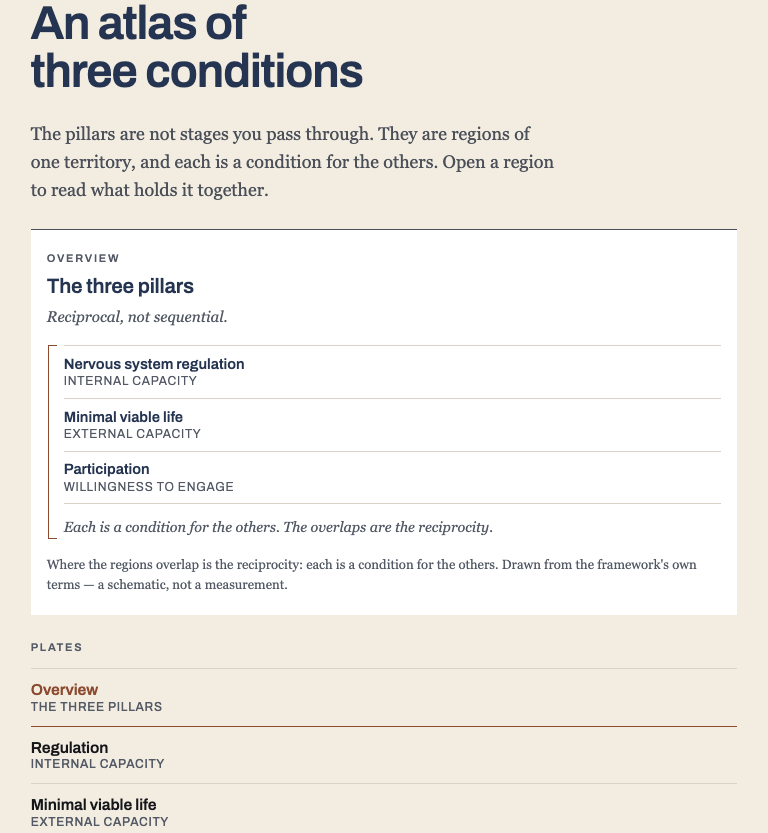 An atlas of
three conditions
The pillars are not stages you pass through. They are regions of
one territory, and each is a condition for the others. Open a region
to read what holds it together.
OVERVIEW
The three pillars
Reciprocal, not sequential.
Nervous system regulation
INTERNAL CAPACITY
Minimal viable life
EXTERNAL CAPACITY
Participation
WILLINGNESS TO ENGAGE
Each is a condition for the others. The overlaps are the reciprocity.
Where the regions overlap is the reciprocity: each is a condition for the others. Drawn from the framework's own
terms — a schematic, not a measurement.
PLATES
Overview
THE THREE PILLARS
Regulation
INTERNAL CAPACITY
Minimal viable life
EXTERNAL CAPACITY